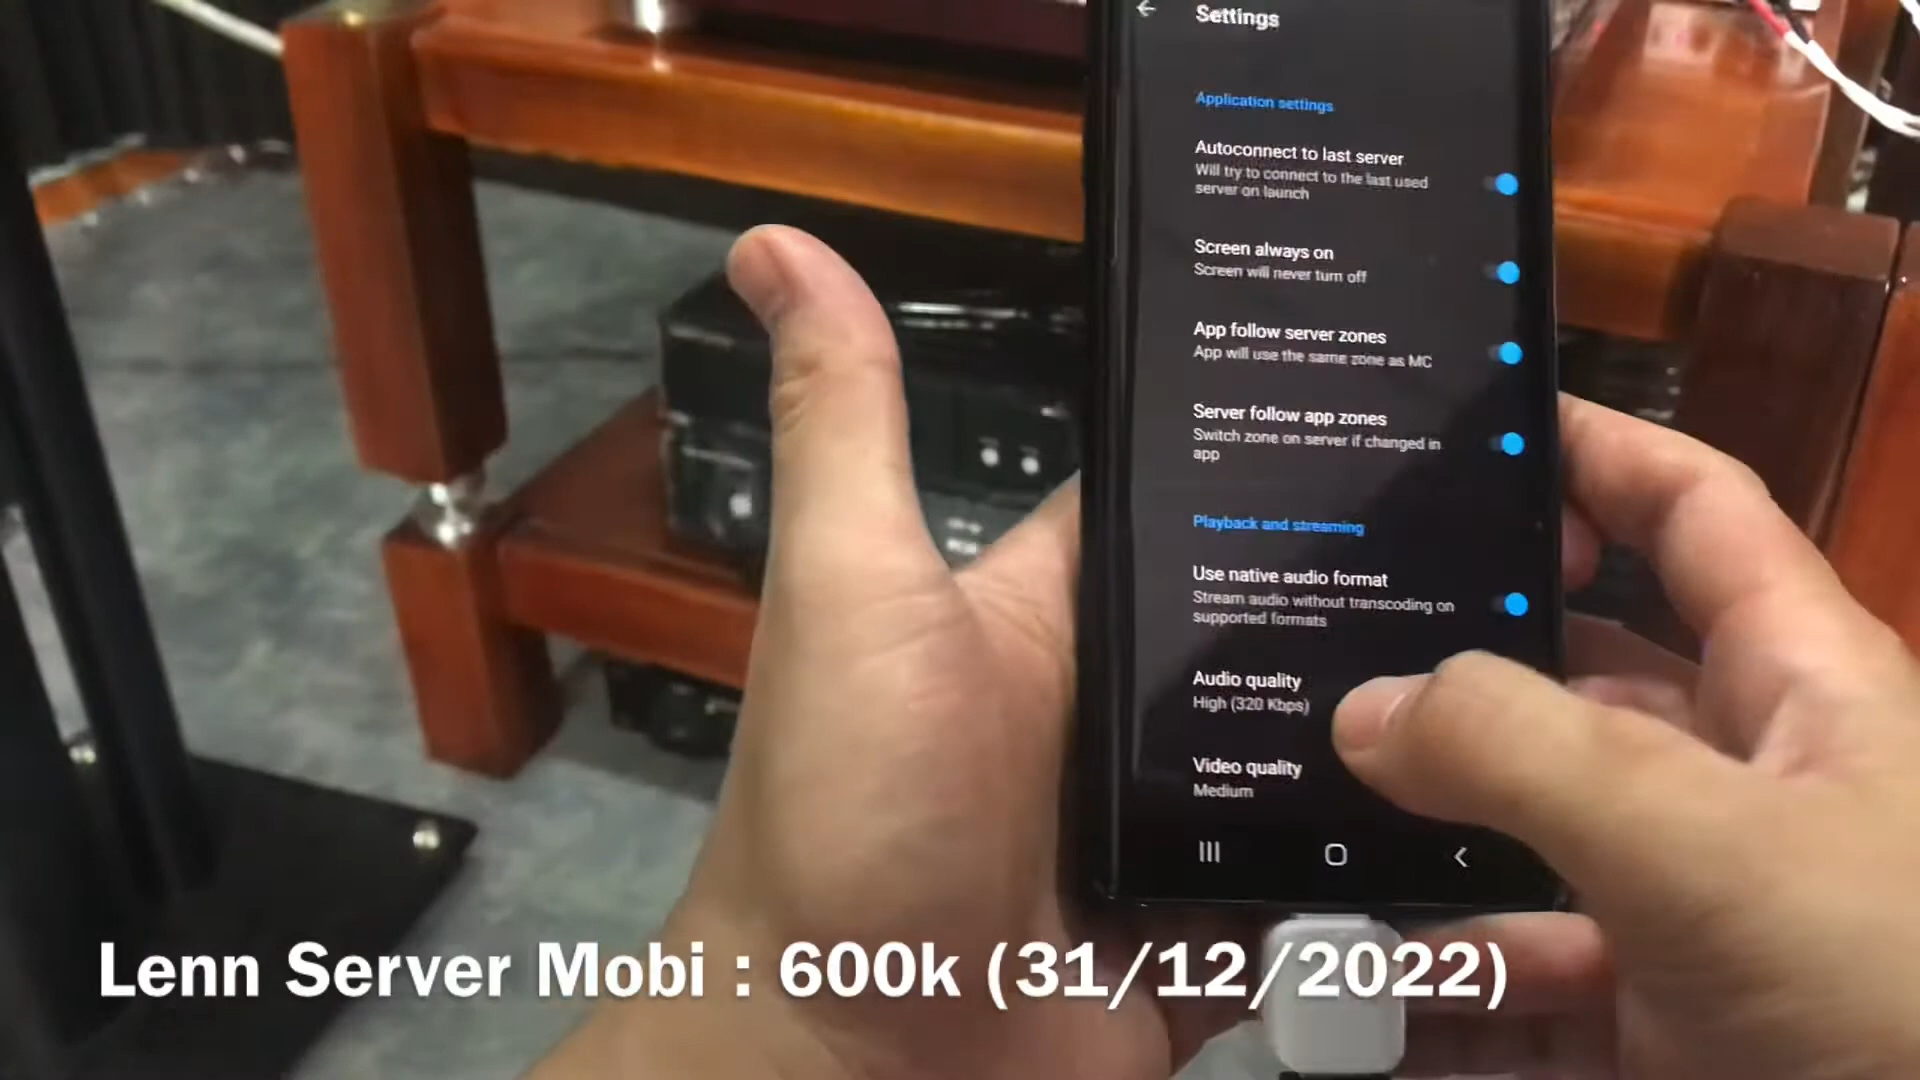 Settings
Application settings
Autoconnect to last server
Will try to connect to the last used
server on launch
Screen always on
Screen will never turn off
App follow server zones
App will use the same zone as MC
Server follow app zones
Switch zone on server if changed in
app
Playback and streaming
Use native audio format
Stream audio without transcoding on
supported formats
Audio quality
High (320 Kbps)
Video quality
Medium
Lenn Server Mobi : 600k (31/12/2022)